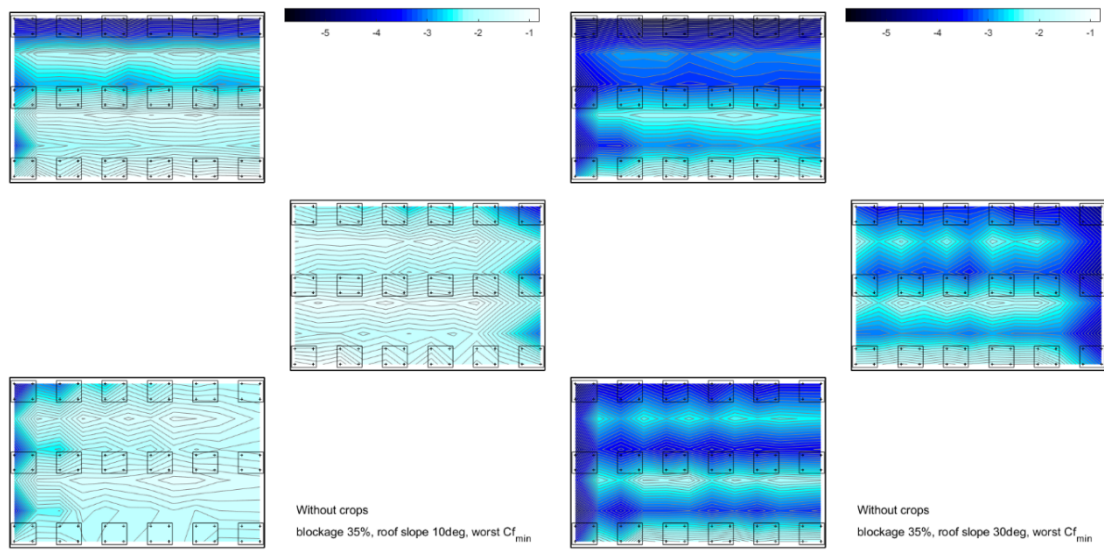 -5 -4 -3 -2 -1
-5 -4 -3 -2 -1
Without crops
blockage 35%, roof slope 10deg, worst Cf_min
Without crops
blockage 35%, roof slope 30deg, worst Cf_min